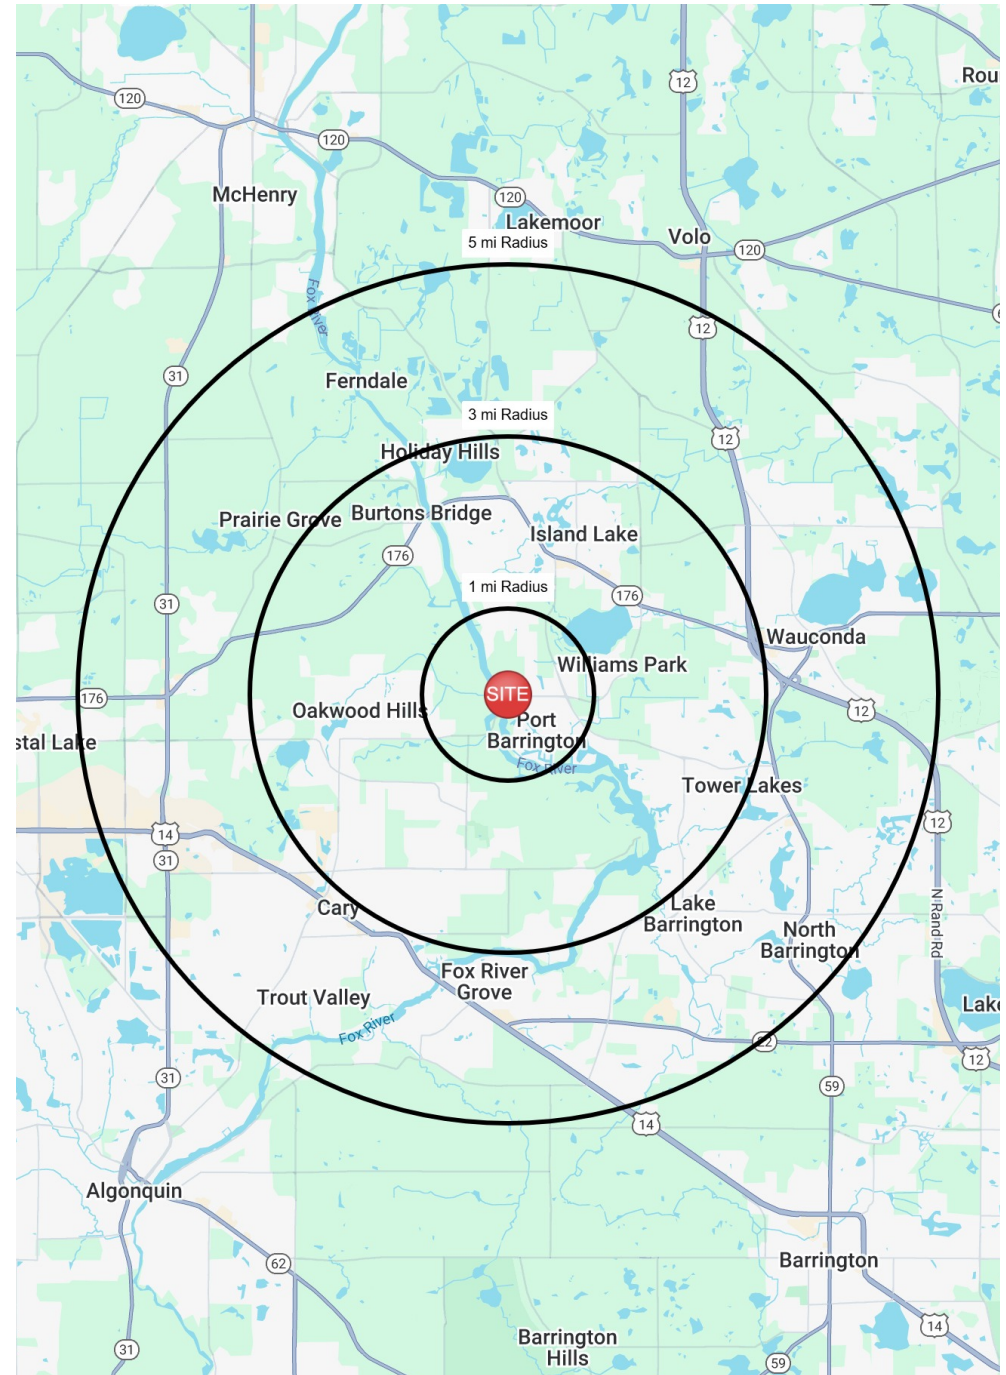 12
Rou
120
120
McHenry
120
Lakemoor
Volo
5 mi Radius
120
Fox River
6
12
31
Ferndale
3 mi Radius
12
Holiday Hills
Burtons Bridge
Prairie Grove
Island Lake
176
1 mi Radius
176
31
Wauconda
Williams Park
SITE
176
Oakwood Hills
12
Port
Barrington
stal Lake
Fox River
Tower Lakes
12
14
31
Cary
Lake
Barrington
N Rand Rd
North
Barrington
Fox River
Grove
Trout Valley
Lake
Fox River
22
12
31
59
14
Algonquin
62
Barrington
14
Barrington
Hills
31
59